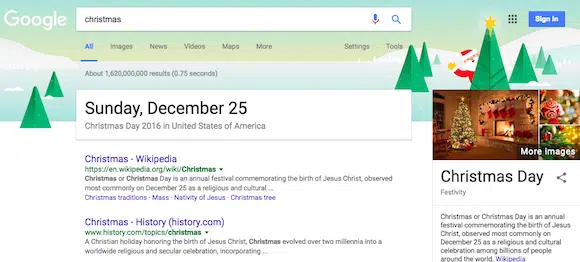 Google
christmas
Sign in
All Images News Videos Maps More Settings Tools
About 1,620,000,000 results (0.75 seconds)
Sunday, December 25
Christmas Day 2016 in United States of America
Christmas - Wikipedia
https://en.wikipedia.org/wiki/Christmas
Christmas or Christmas Day is an annual festival commemorating the birth of Jesus Christ, observed
most commonly on December 25 as a religious and cultural ...
Christmas traditions · Mass · Nativity of Jesus · Christmas tree
Christmas - History (history.com)
www.history.com/topics/christmas
A Christian holiday honoring the birth of Jesus Christ, Christmas evolved over two millennia into a
worldwide religious and secular celebration, incorporating ...
More images
Christmas Day
Festivity
Christmas or Christmas Day is an annual
festival commemorating the birth of Jesus
Christ, observed most commonly on
December 25 as a religious and cultural
celebration among billions of people
around the world. Wikipedia